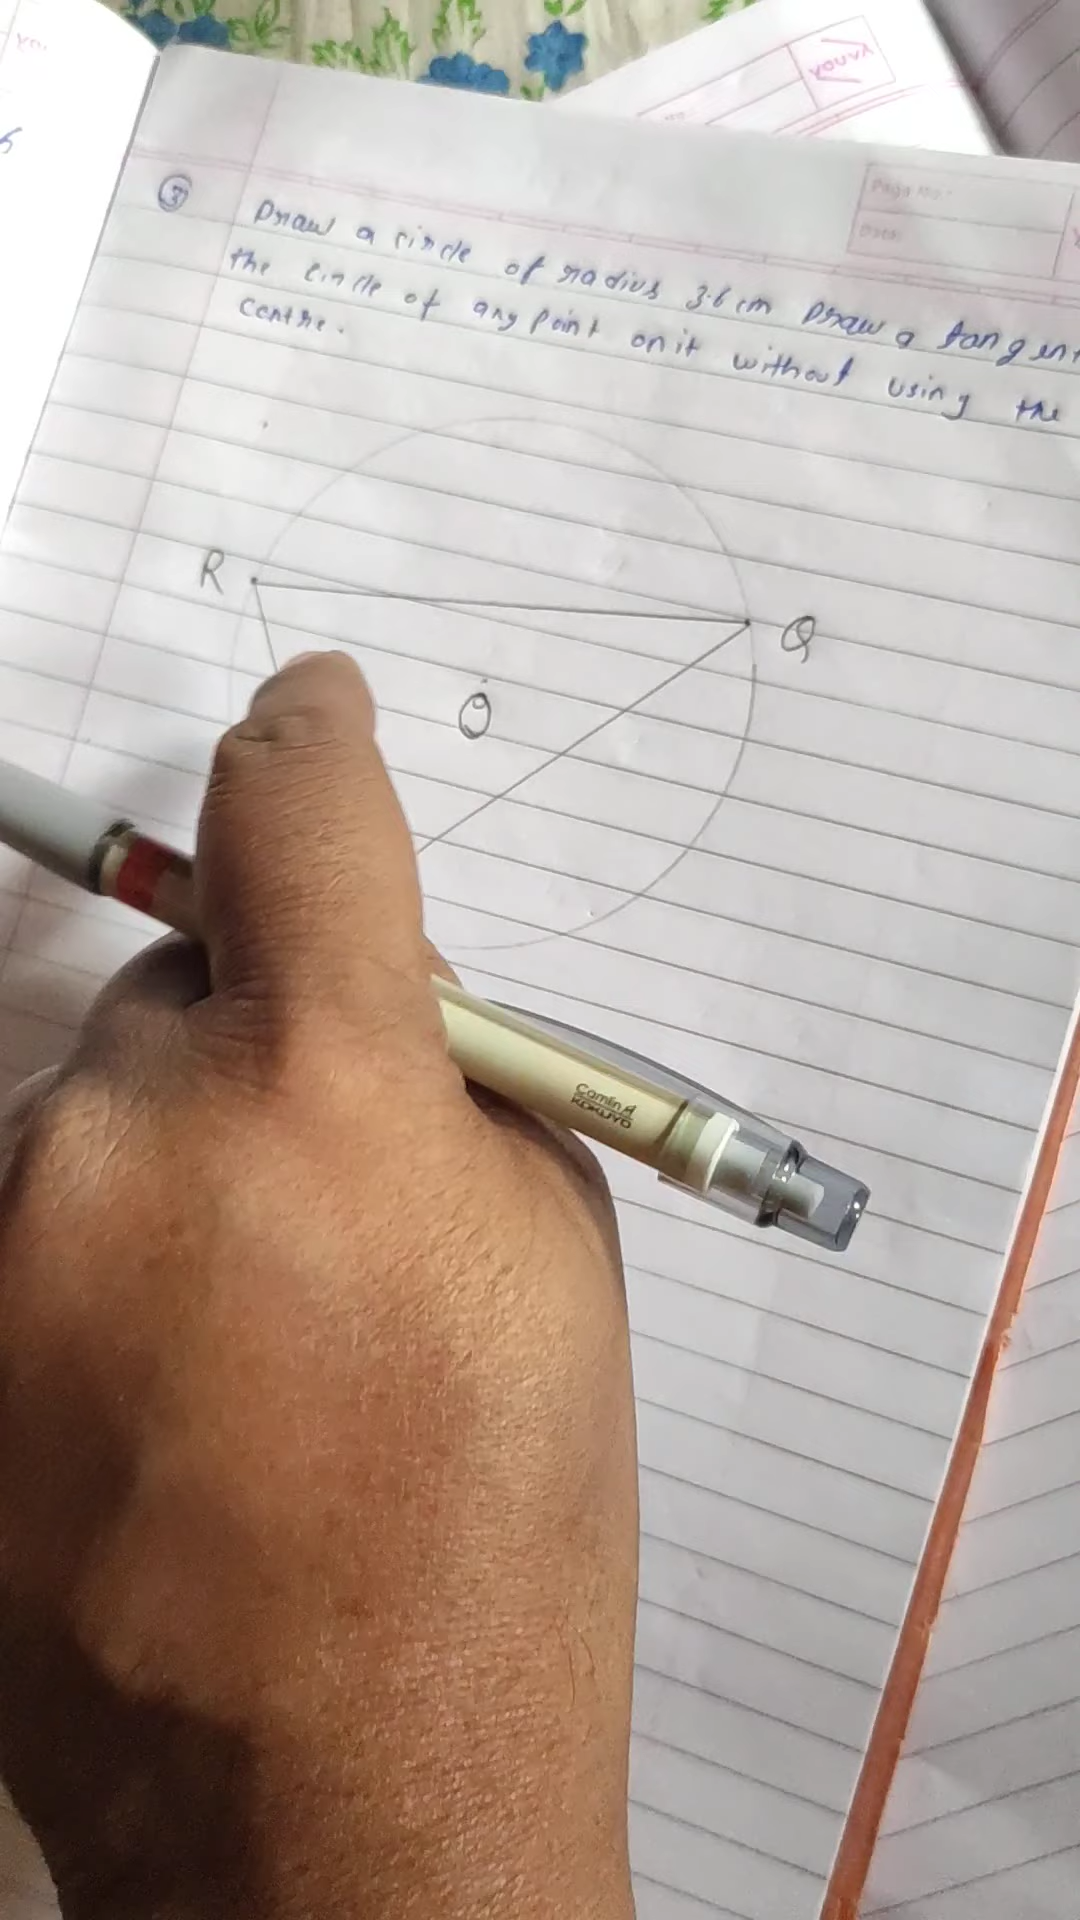 YOUVA
Page No.:
Date:
3 Draw a circle of radius 3.6 cm Draw a tangent
the circle of any point on it without using the
centre.
R
Q
O
Camlin
KOKUYO